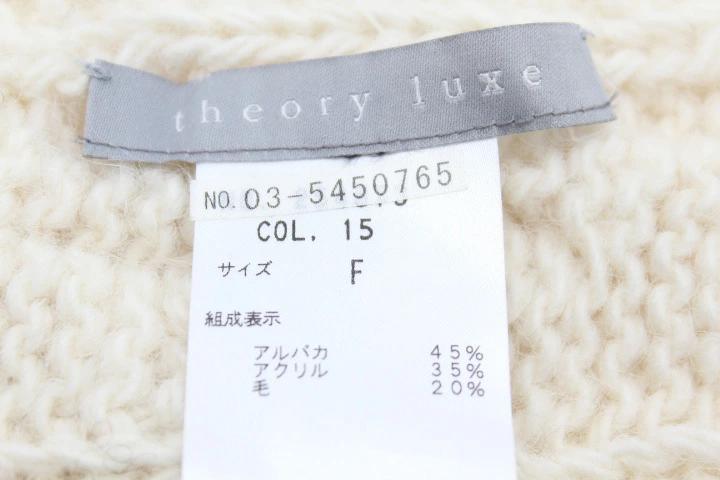 theory luxe
NO. 03-5450765
COL. 15
サイズ F
組成表示
アルパカ 45%
アクリル 35%
毛 20%